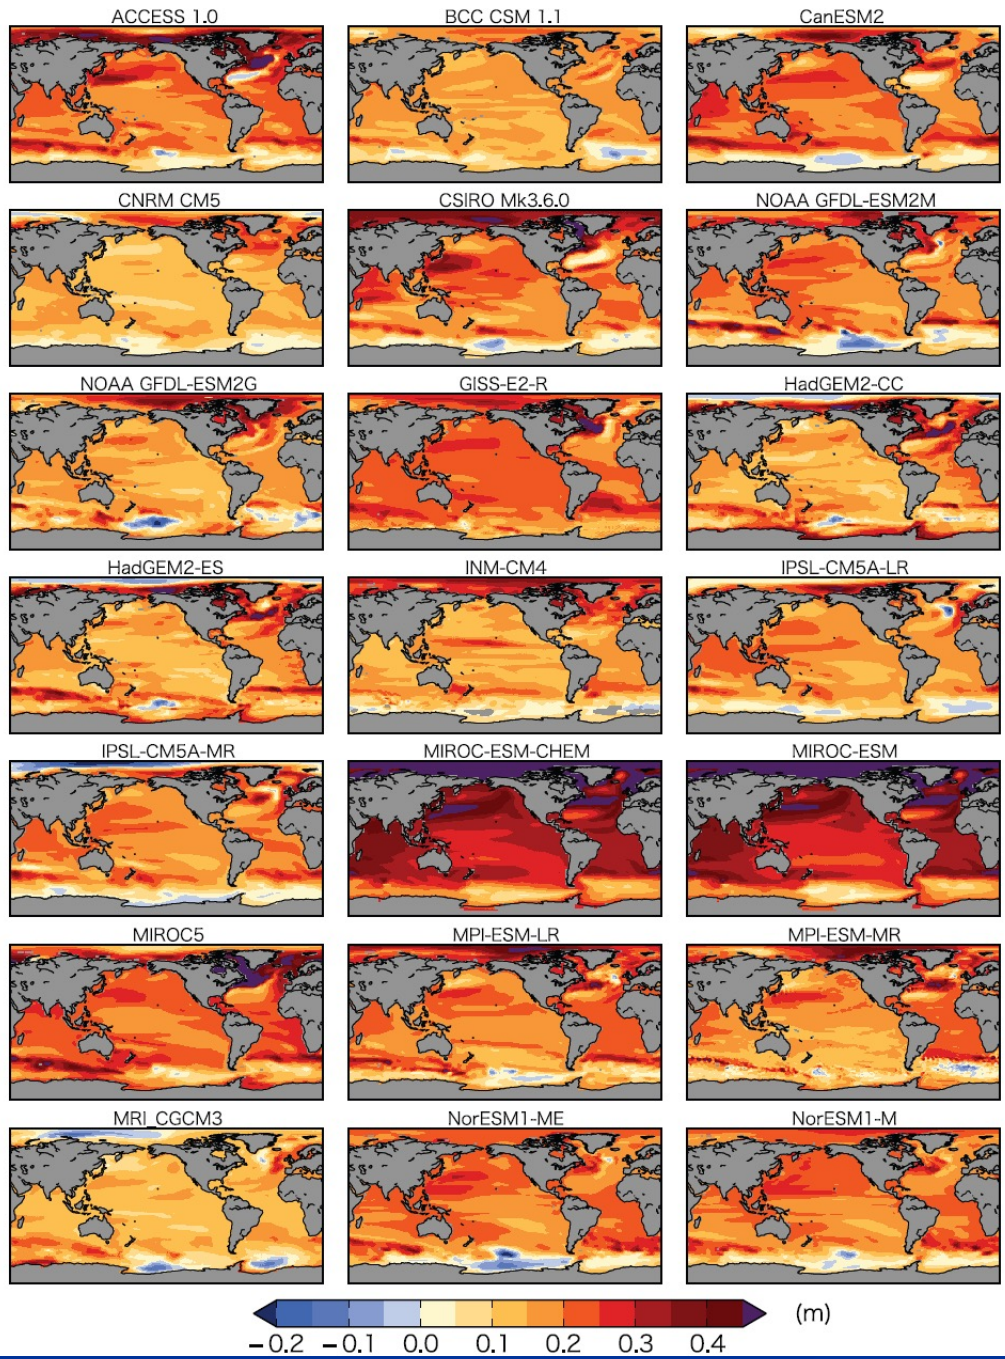 ACCESS 1.0
BCC CSM 1.1
CanESM2
CNRM CM5
CSIRO Mk3.6.0
NOAA GFDL-ESM2M
NOAA GFDL-ESM2G
GISS-E2-R
HadGEM2-CC
HadGEM2-ES
INM-CM4
IPSL-CM5A-LR
IPSL-CM5A-MR
MIROC-ESM-CHEM
MIROC-ESM
MIROC5
MPI-ESM-LR
MPI-ESM-MR
MRI_CGCM3
NorESM1-ME
NorESM1-M
(m)
−0.2 −0.1 0.0 0.1 0.2 0.3 0.4